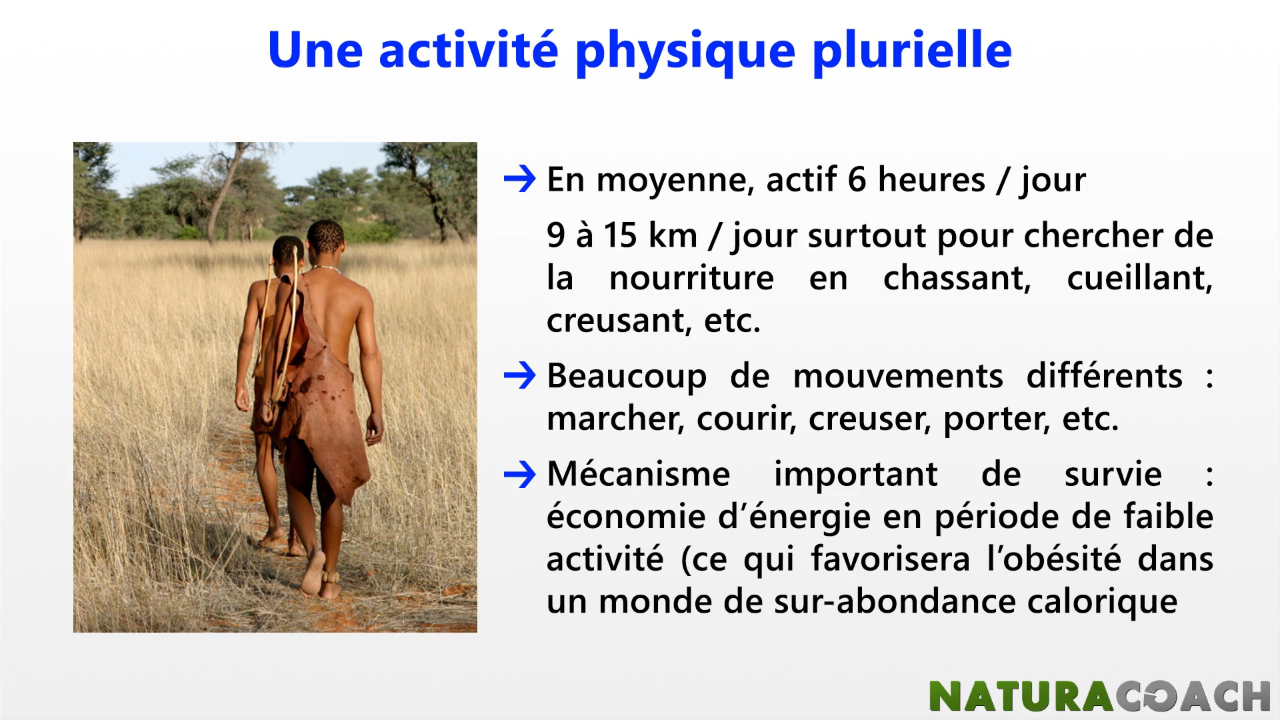 Une activité physique plurielle
→ En moyenne, actif 6 heures / jour
9 à 15 km / jour surtout pour chercher de
la nourriture en chassant, cueillant,
creusant, etc.
→ Beaucoup de mouvements différents :
marcher, courir, creuser, porter, etc.
→ Mécanisme important de survie :
économie d’énergie en période de faible
activité (ce qui favorisera l’obésité dans
un monde de sur-abondance calorique
NATURACOACH